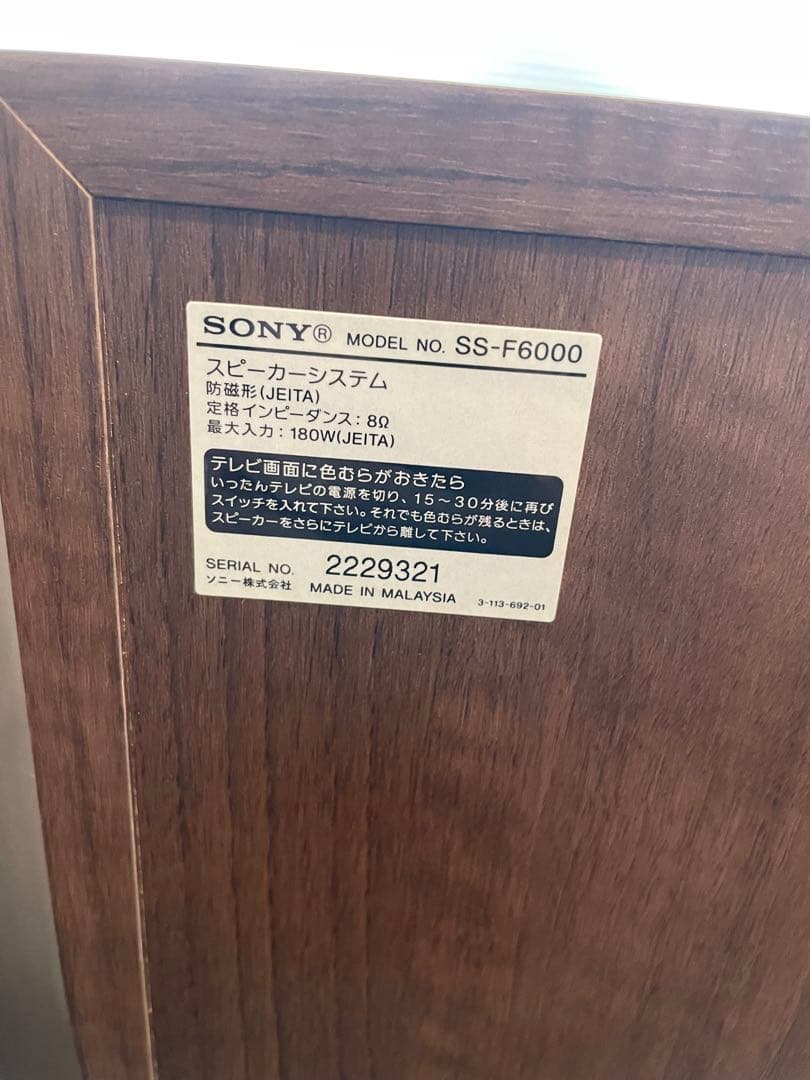 SONY® MODEL NO. SS-F6000
スピーカーシステム
防磁形(JEITA)
定格インピーダンス：8Ω
最大入力：180W(JEITA)
テレビ画面に色むらがおきたら
いったんテレビの電源を切り、15～30分後に再び
スイッチを入れて下さい。それでも色むらが残るときは、
スピーカーをさらにテレビから離して下さい。
SERIAL NO. 2229321
ソニー株式会社 MADE IN MALAYSIA 3-113-692-01